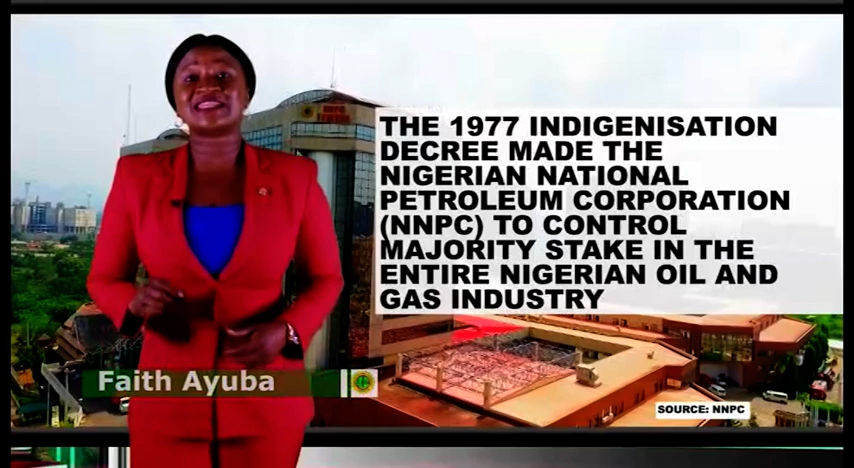 THE 1977 INDIGENISATION
DECREE MADE THE
NIGERIAN NATIONAL
PETROLEUM CORPORATION
(NNPC) TO CONTROL
MAJORITY STAKE IN THE
ENTIRE NIGERIAN OIL AND
GAS INDUSTRY
Faith Ayuba
SOURCE: NNPC